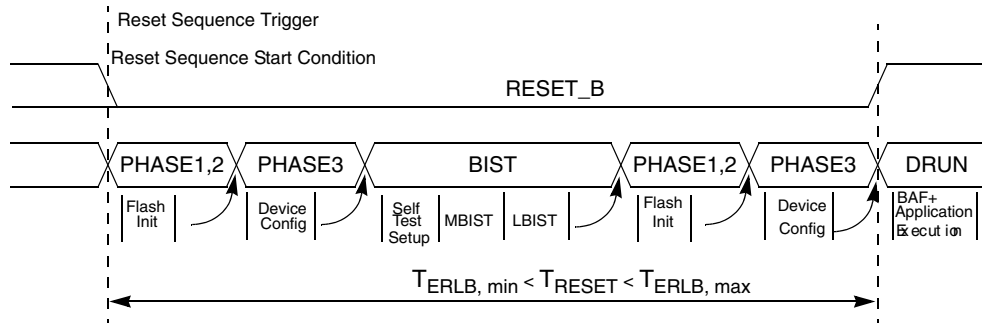 Reset Sequence Trigger
Reset Sequence Start Condition
RESET_B
PHASE1,2 PHASE3 BIST PHASE1,2 PHASE3 DRUN
Flash Init
Device Config
Self Test Setup
MBIST
LBIST
Flash Init
Device Config
BAF+ Application Execution
TERLB, min < TRESET < TERLB, max